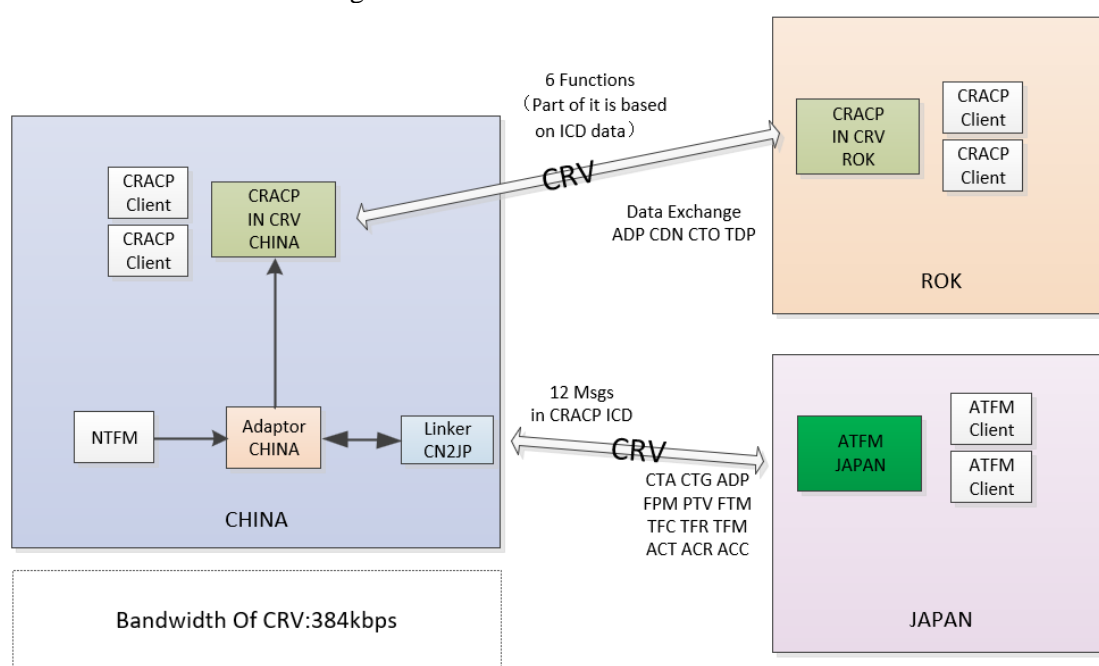 6 Functions
（Part of it is based
on ICD data）
CRV
Data Exchange
ADP CDN CTO TDP
CRACP
Client
CRACP
Client
CRACP
IN CRV
CHINA
NTFM
Adaptor
CHINA
Linker
CN2JP
CHINA
CRACP
IN CRV
ROK
CRACP
Client
CRACP
Client
ROK
12 Msgs
in CRACP ICD
CRV
CTA CTG ADP
FPM PTV FTM
TFC TFR TFM
ACT ACR ACC
ATFM
JAPAN
ATFM
Client
ATFM
Client
JAPAN
Bandwidth Of CRV:384kbps